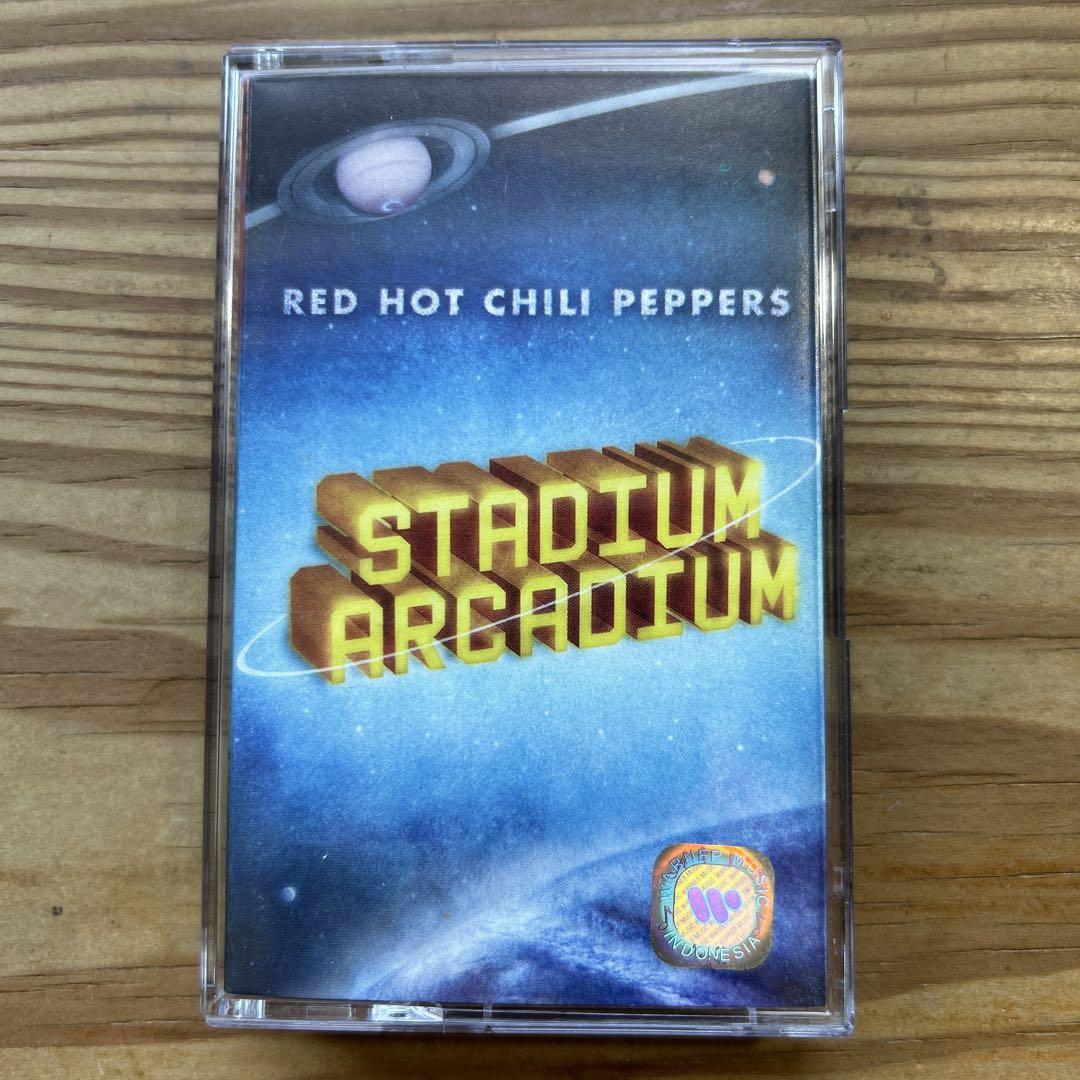 RED HOT CHILI PEPPERS
STADIUM
ARCADIUM
WARNER MUSIC
INDONESIA